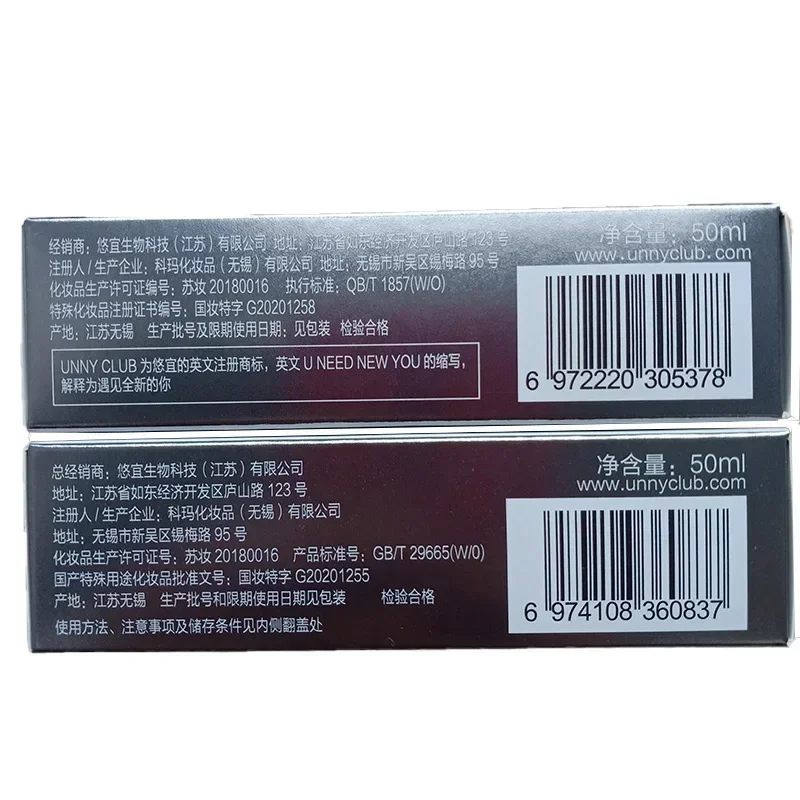 经销商：悠宜生物科技（江苏）有限公司 地址：江苏省如东经济开发区庐山路 123 号
注册人/生产企业：科玛化妆品（无锡）有限公司 地址：无锡市新吴区锡梅路 95 号
化妆品生产许可证编号：苏妆 20180016 执行标准：QB/T 1857(W/O)
特殊化妆品注册证书编号：国妆特字 G20201258
产地：江苏无锡 生产批号及限期使用日期：见包装 检验合格
UNNY CLUB 为悠宜的英文注册商标，英文 U NEED NEW YOU 的缩写，
解释为遇见全新的你
净含量：50ml
www.unnyclub.com
6 972220 305378
总经销商：悠宜生物科技（江苏）有限公司
地址：江苏省如东经济开发区庐山路 123 号
注册人/生产企业：科玛化妆品（无锡）有限公司
地址：无锡市新吴区锡梅路 95 号
化妆品生产许可证号：苏妆 20180016 产品标准号：GB/T 29665(W/0)
国产特殊用途化妆品批准文号：国妆特字 G20201255
产地：江苏无锡 生产批号和限期使用日期见包装 检验合格
使用方法、注意事项及储存条件见内侧翻盖处
净含量：50ml
www.unnyclub.com
6 974108 360837